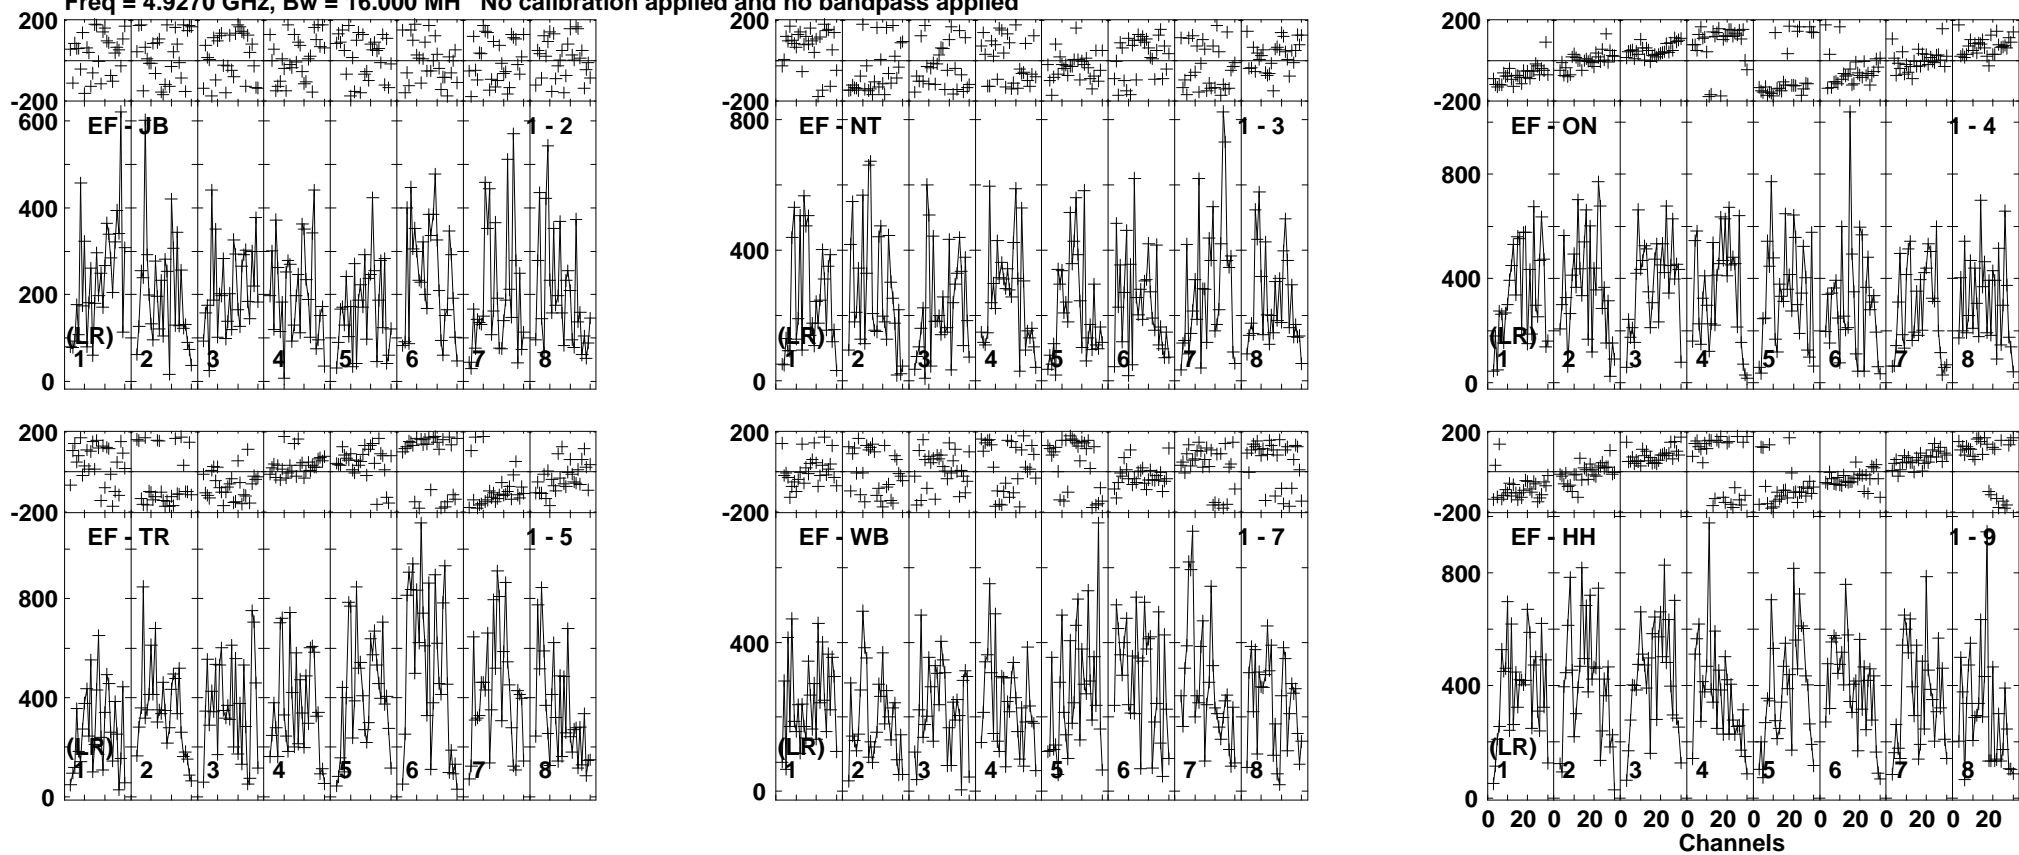 Freq = 4.9270 GHz, Bw = 16.000 MH No calibration applied and no bandpass applied
200
-200
600
400
200
0
EF - JB
1 - 2
(LR)
1 2 3 4 5 6 7 8
200
-200
800
400
0
EF - NT
1 - 3
(LR)
1 2 3 4 5 6 7 8
200
-200
800
400
0
EF - ON
1 - 4
(LR)
1 2 3 4 5 6 7 8
200
-200
800
400
0
EF - TR
1 - 5
(LR)
1 2 3 4 5 6 7 8
200
-200
400
0
EF - WB
1 - 7
(LR)
1 2 3 4 5 6 7 8
200
-200
800
400
0
EF - HH
1 - 9
(LR)
1 2 3 4 5 6 7 8
0 20 0 20 0 20 0 20 0 20 0 20 0 20 0 20
Channels